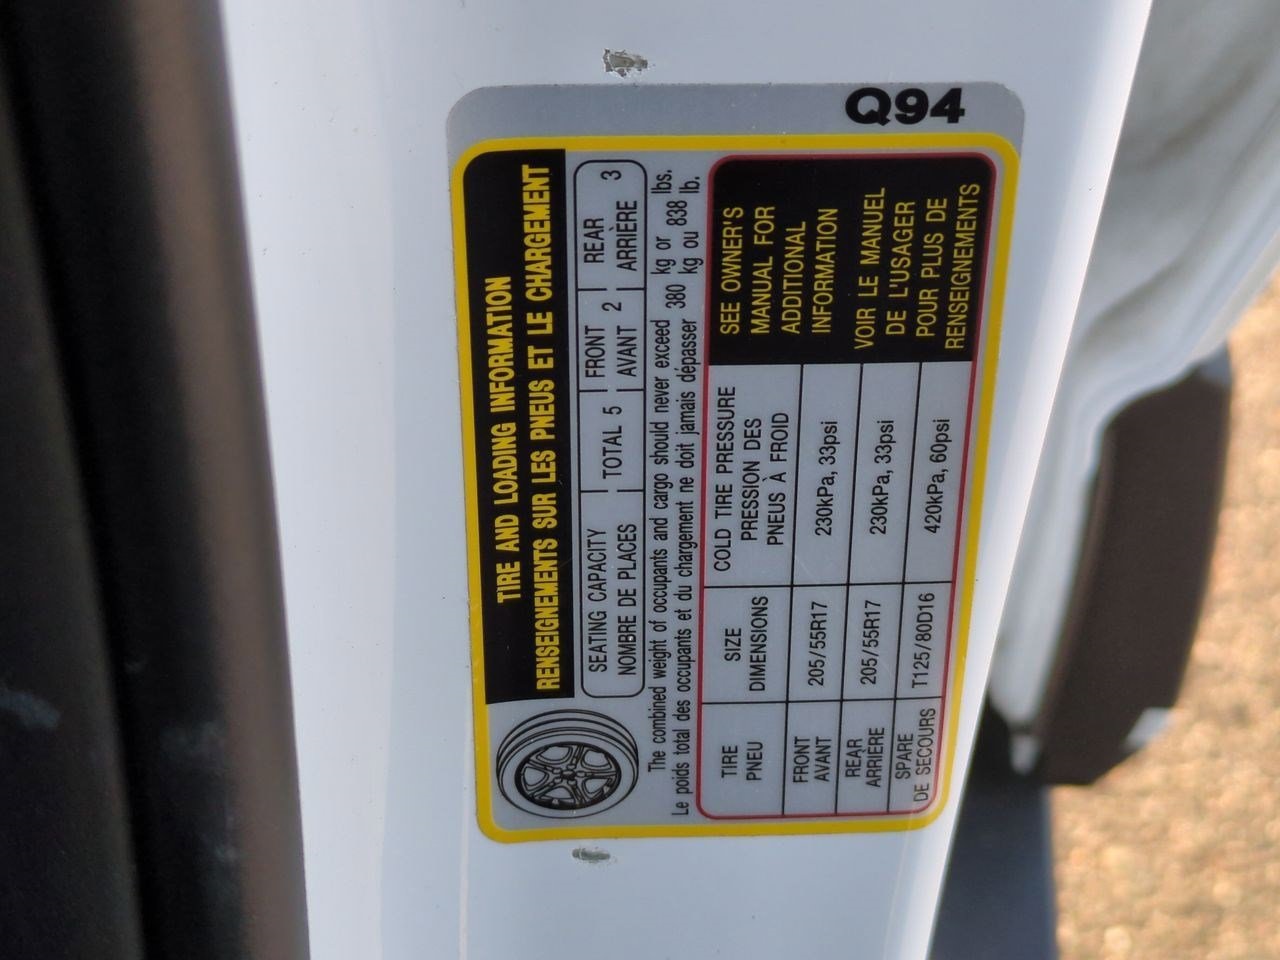 Q94
TIRE AND LOADING INFORMATION
RENSEIGNEMENTS SUR LES PNEUS ET LE CHARGEMENT
SEATING CAPACITY
NOMBRE DE PLACES
TOTAL 5
FRONT
AVANT 2
REAR
ARRIÈRE 3
The combined weight of occupants and cargo should never exceed 380 kg or 838 lbs.
Le poids total des occupants et du chargement ne doit jamais dépasser 380 kg ou 838 lb.
TIRE
PNEU
SIZE
DIMENSIONS
COLD TIRE PRESSURE
PRESSION DES
PNEUS À FROID
FRONT
AVANT
205/55R17
230kPa, 33psi
REAR
ARRIÈRE
205/55R17
230kPa, 33psi
SPARE
DE SECOURS
T125/80D16
420kPa, 60psi
SEE OWNER'S
MANUAL FOR
ADDITIONAL
INFORMATION
VOIR LE MANUEL
DE L'USAGER
POUR PLUS DE
RENSEIGNEMENTS